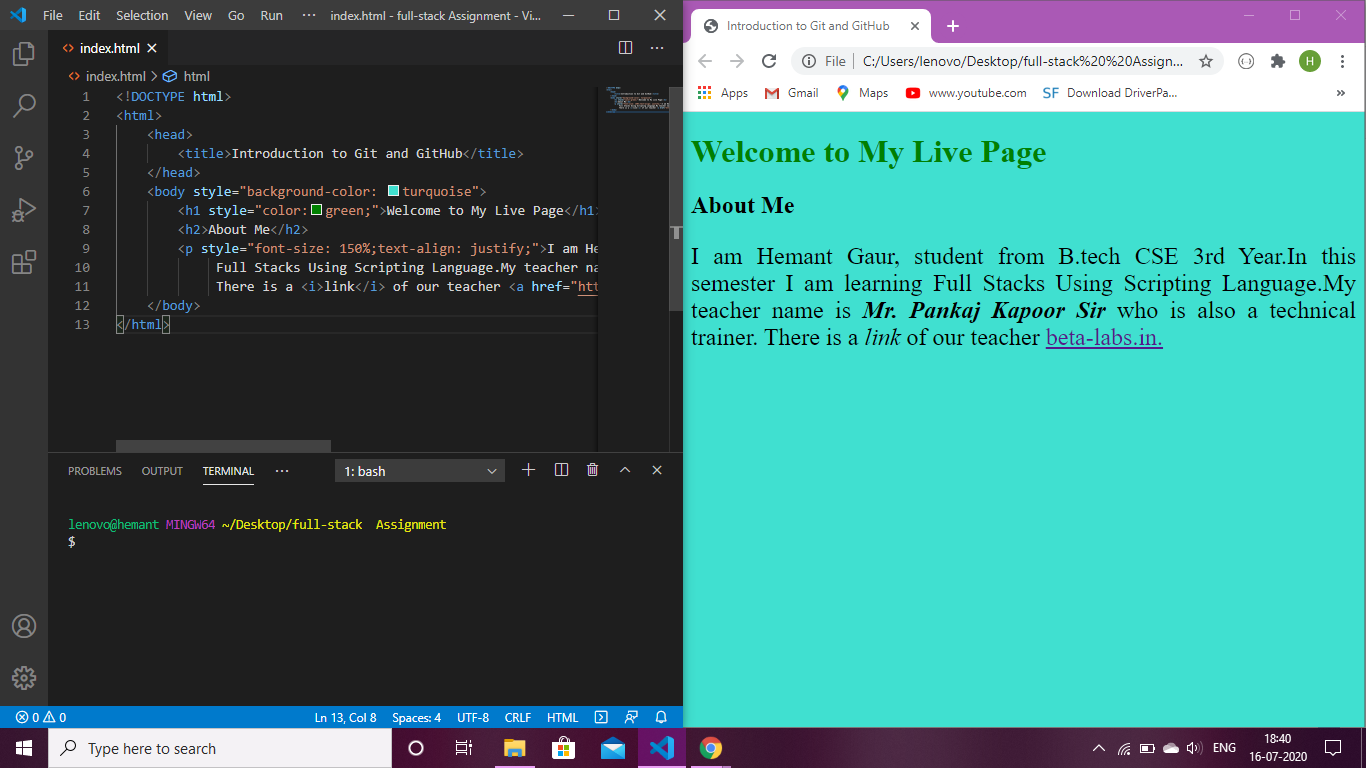 File Edit Selection View Go Run ··· index.html - full-stack Assignment - Vi...
index.html
index.html > html
1 <!DOCTYPE html>
2 <html>
3 <head>
4 <title>Introduction to Git and GitHub</title>
5 </head>
6 <body style="background-color: turquoise">
7 <h1 style="color:green;">Welcome to My Live Page</h1
8 <h2>About Me</h2>
9 <p style="font-size: 150%;text-align: justify;">I am He
10 Full Stacks Using Scripting Language.My teacher na
11 There is a <i>link</i> of our teacher <a href="htt
12 </body>
13 </html>
PROBLEMS OUTPUT TERMINAL ··· 1: bash
lenovo@hemant MINGW64 ~/Desktop/full-stack  Assignment
$
0 0 Ln 13, Col 8 Spaces: 4 UTF-8 CRLF HTML
Introduction to Git and GitHub
File | C:/Users/lenovo/Desktop/full-stack%20%20Assign... H
Apps Gmail Maps www.youtube.com SF Download DriverPa... »
Welcome to My Live Page
About Me
I am Hemant Gaur, student from B.tech CSE 3rd Year.In this
semester I am learning Full Stacks Using Scripting Language.My
teacher name is Mr. Pankaj Kapoor Sir who is also a technical
trainer. There is a link of our teacher beta-labs.in.
Type here to search
ENG 18:40
16-07-2020